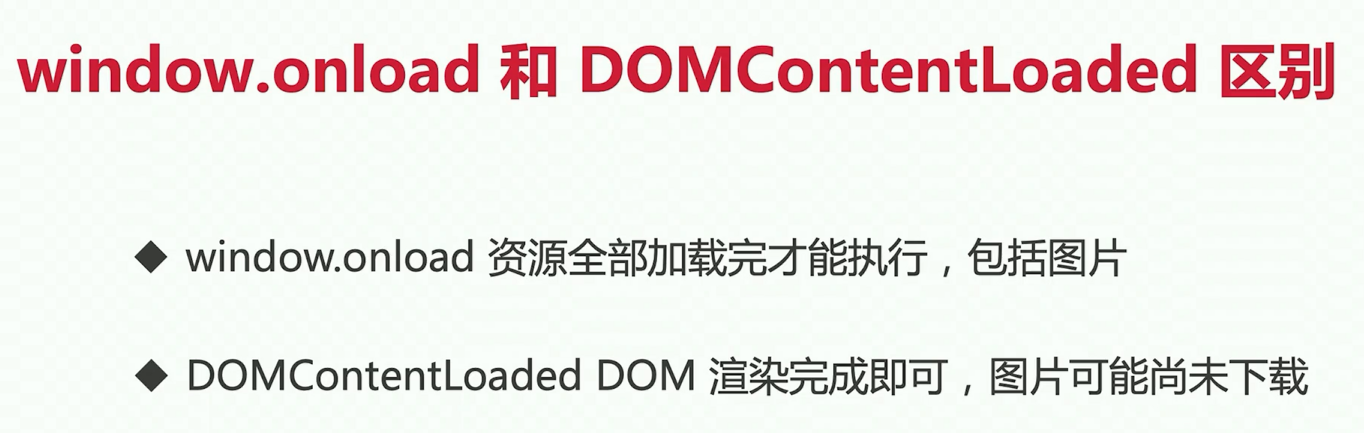 window.onload 和 DOMContentLoaded 区别
◆ window.onload 资源全部加载完才能执行，包括图片
◆ DOMContentLoaded DOM 渲染完成即可，图片可能尚未下载